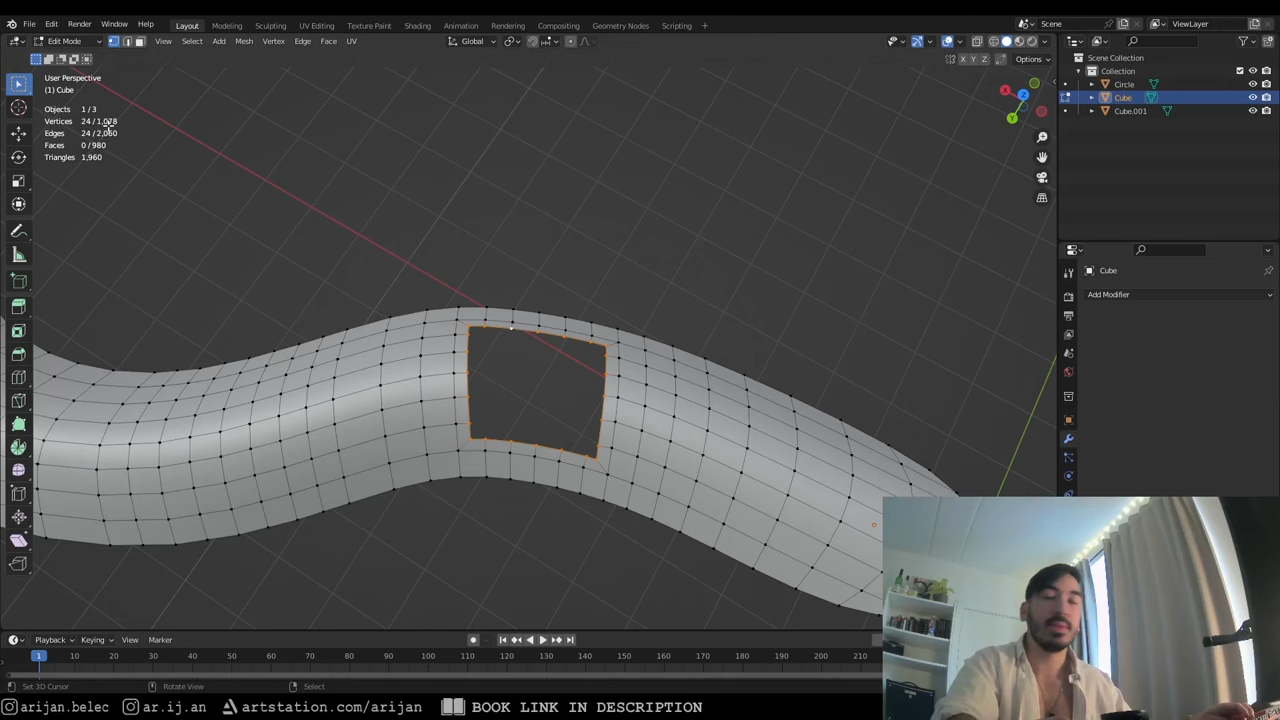 File Edit Render Window Help
Layout Modeling Sculpting UV Editing Texture Paint Shading Animation Rendering Compositing Geometry Nodes Scripting +
Scene
ViewLayer
Edit Mode View Select Add Mesh Vertex Edge Face UV
Global
X Y Z Options
User Perspective
(1) Cube
Objects 1 / 3
Vertices 24 / 1,078
Edges 24 / 2,060
Faces 0 / 980
Triangles 1,960
X
Z
Y
Scene Collection
Collection
Circle
Cube
Cube.001
Cube
Add Modifier
Playback Keying View Marker
1 10 20 30 40 50 60 70 80 90 100 110 120 130 140 150 160 170 180 190 200 210
Set 3D Cursor Rotate View Select
arijan.belec ar.ij.an artstation.com/arijan BOOK LINK IN DESCRIPTION